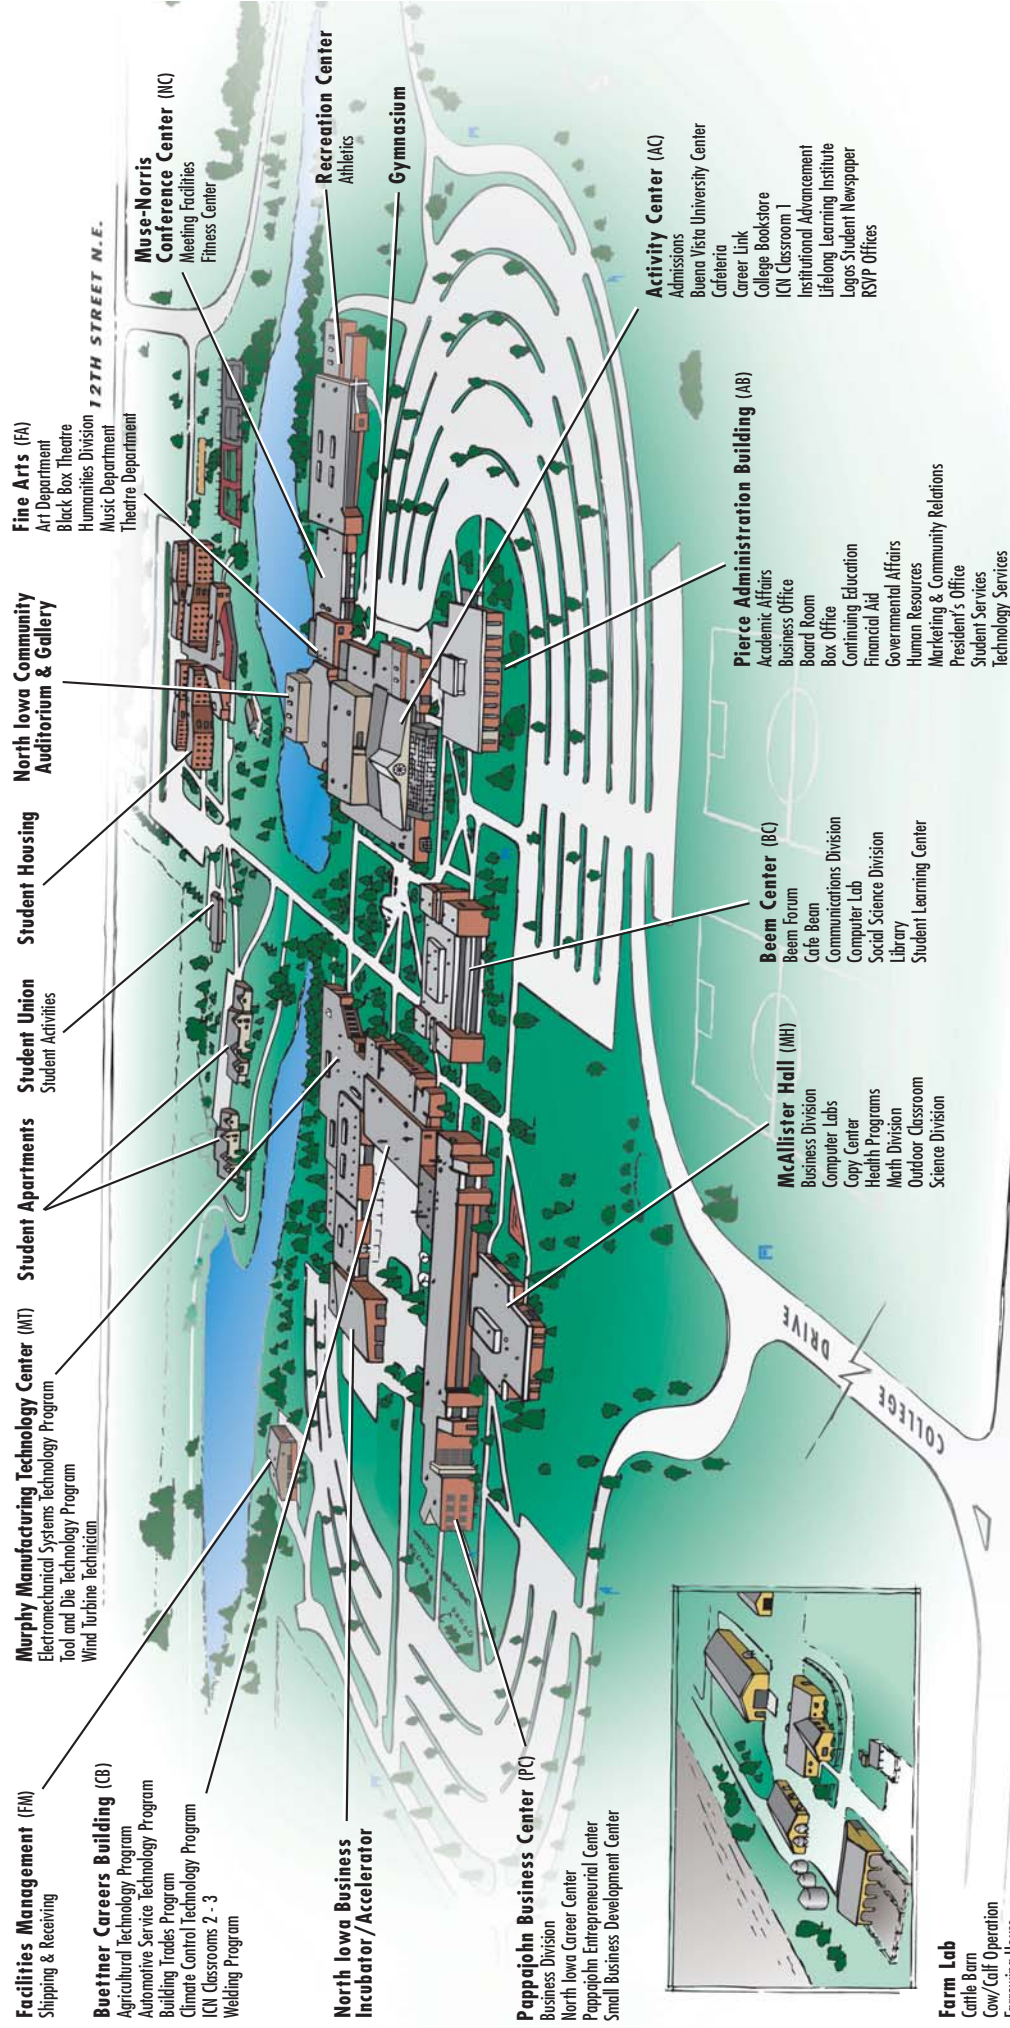 Facilities Management (FM)
Shipping & Receiving
Buettner Careers Building (CB)
Agricultural Technology Program
Automotive Service Technology Program
Building Trades Program
Climate Control Technology Program
ICN Classrooms 2 - 3
Welding Program
North Iowa Business
Incubator/Accelerator
Pappajohn Business Center (PC)
Business Division
North Iowa Career Center
Pappajohn Entrepreneurial Center
Small Business Development Center
Farm Lab
Cattle Barn
Cow/Calf Operation
Murphy Manufacturing Technology Center (MT)
Electromechanical Systems Technology Program
Tool and Die Technology Program
Wind Turbine Technician
Student Apartments
Student Union
Student Activities
Student Housing
North Iowa Community
Auditorium & Gallery
Fine Arts (FA)
Art Department
Black Box Theatre
Humanities Division
Music Department
Theatre Department
12TH STREET N.E.
Muse-Norris
Conference Center (NC)
Meeting Facilities
Fitness Center
Recreation Center
Athletics
Gymnasium
Activity Center (AC)
Admissions
Buena Vista University Center
Cafeteria
Career Link
College Bookstore
ICN Classroom 1
Institutional Advancement
Lifelong Learning Institute
Logos Student Newspaper
RSVP Offices
Pierce Administration Building (AB)
Academic Affairs
Business Office
Board Room
Box Office
Continuing Education
Financial Aid
Governmental Affairs
Human Resources
Marketing & Community Relations
President's Office
Student Services
Technology Services
Beem Center (BC)
Beem Forum
Cafe Bean
Communications Division
Computer Lab
Social Science Division
Library
Student Learning Center
McAllister Hall (MH)
Business Division
Computer Labs
Copy Center
Health Programs
Math Division
Outdoor Classroom
Science Division
COLLEGE DRIVE